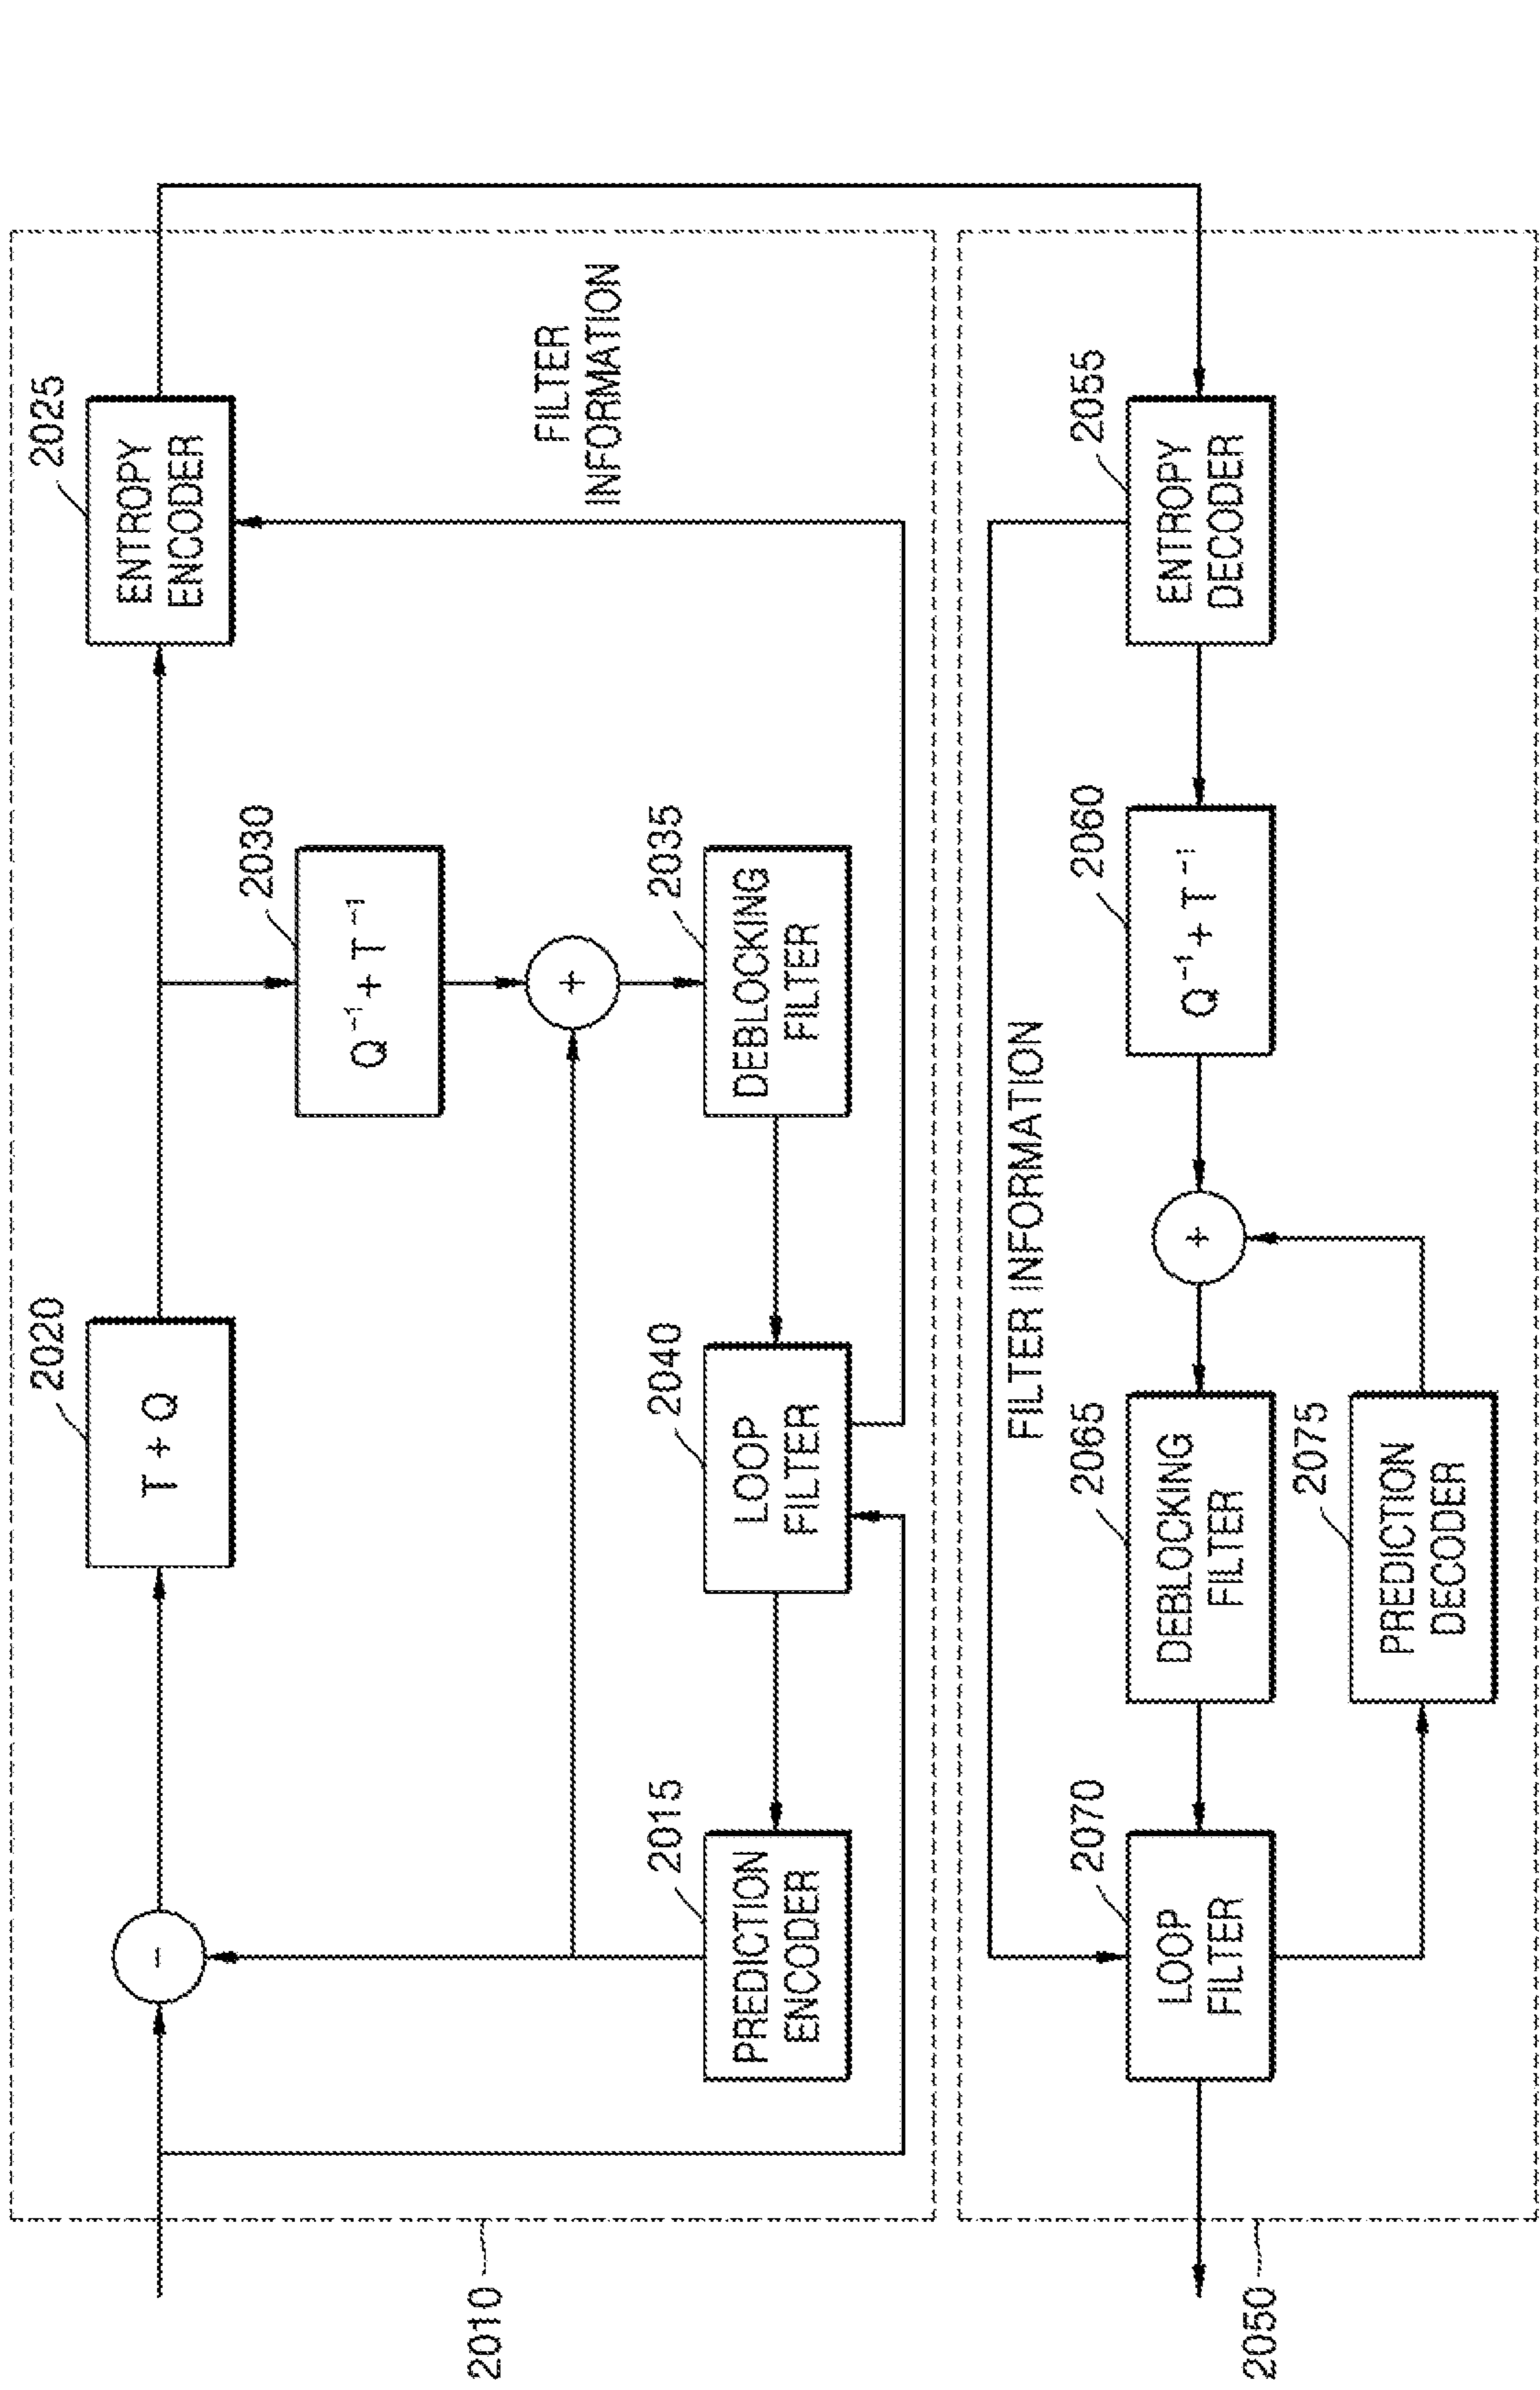 2010
2020
T + Q
2025
ENTROPY
ENCODER
2030
Q⁻¹ + T⁻¹
FILTER
INFORMATION
2015
PREDICTION
ENCODER
2040
LOOP
FILTER
2035
DEBLOCKING
FILTER
-
+
2050
FILTER INFORMATION
2070
LOOP
FILTER
2065
DEBLOCKING
FILTER
+
2060
Q⁻¹ + T⁻¹
2055
ENTROPY
DECODER
2075
PREDICTION
DECODER